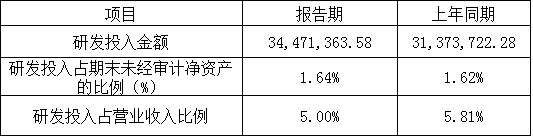 项目 报告期 上年同期
研发投入金额 34,471,363.58 31,373,722.28
研发投入占期末未经审计净资产
的比例（%） 1.64% 1.62%
研发投入占营业收入比例 5.00% 5.81%